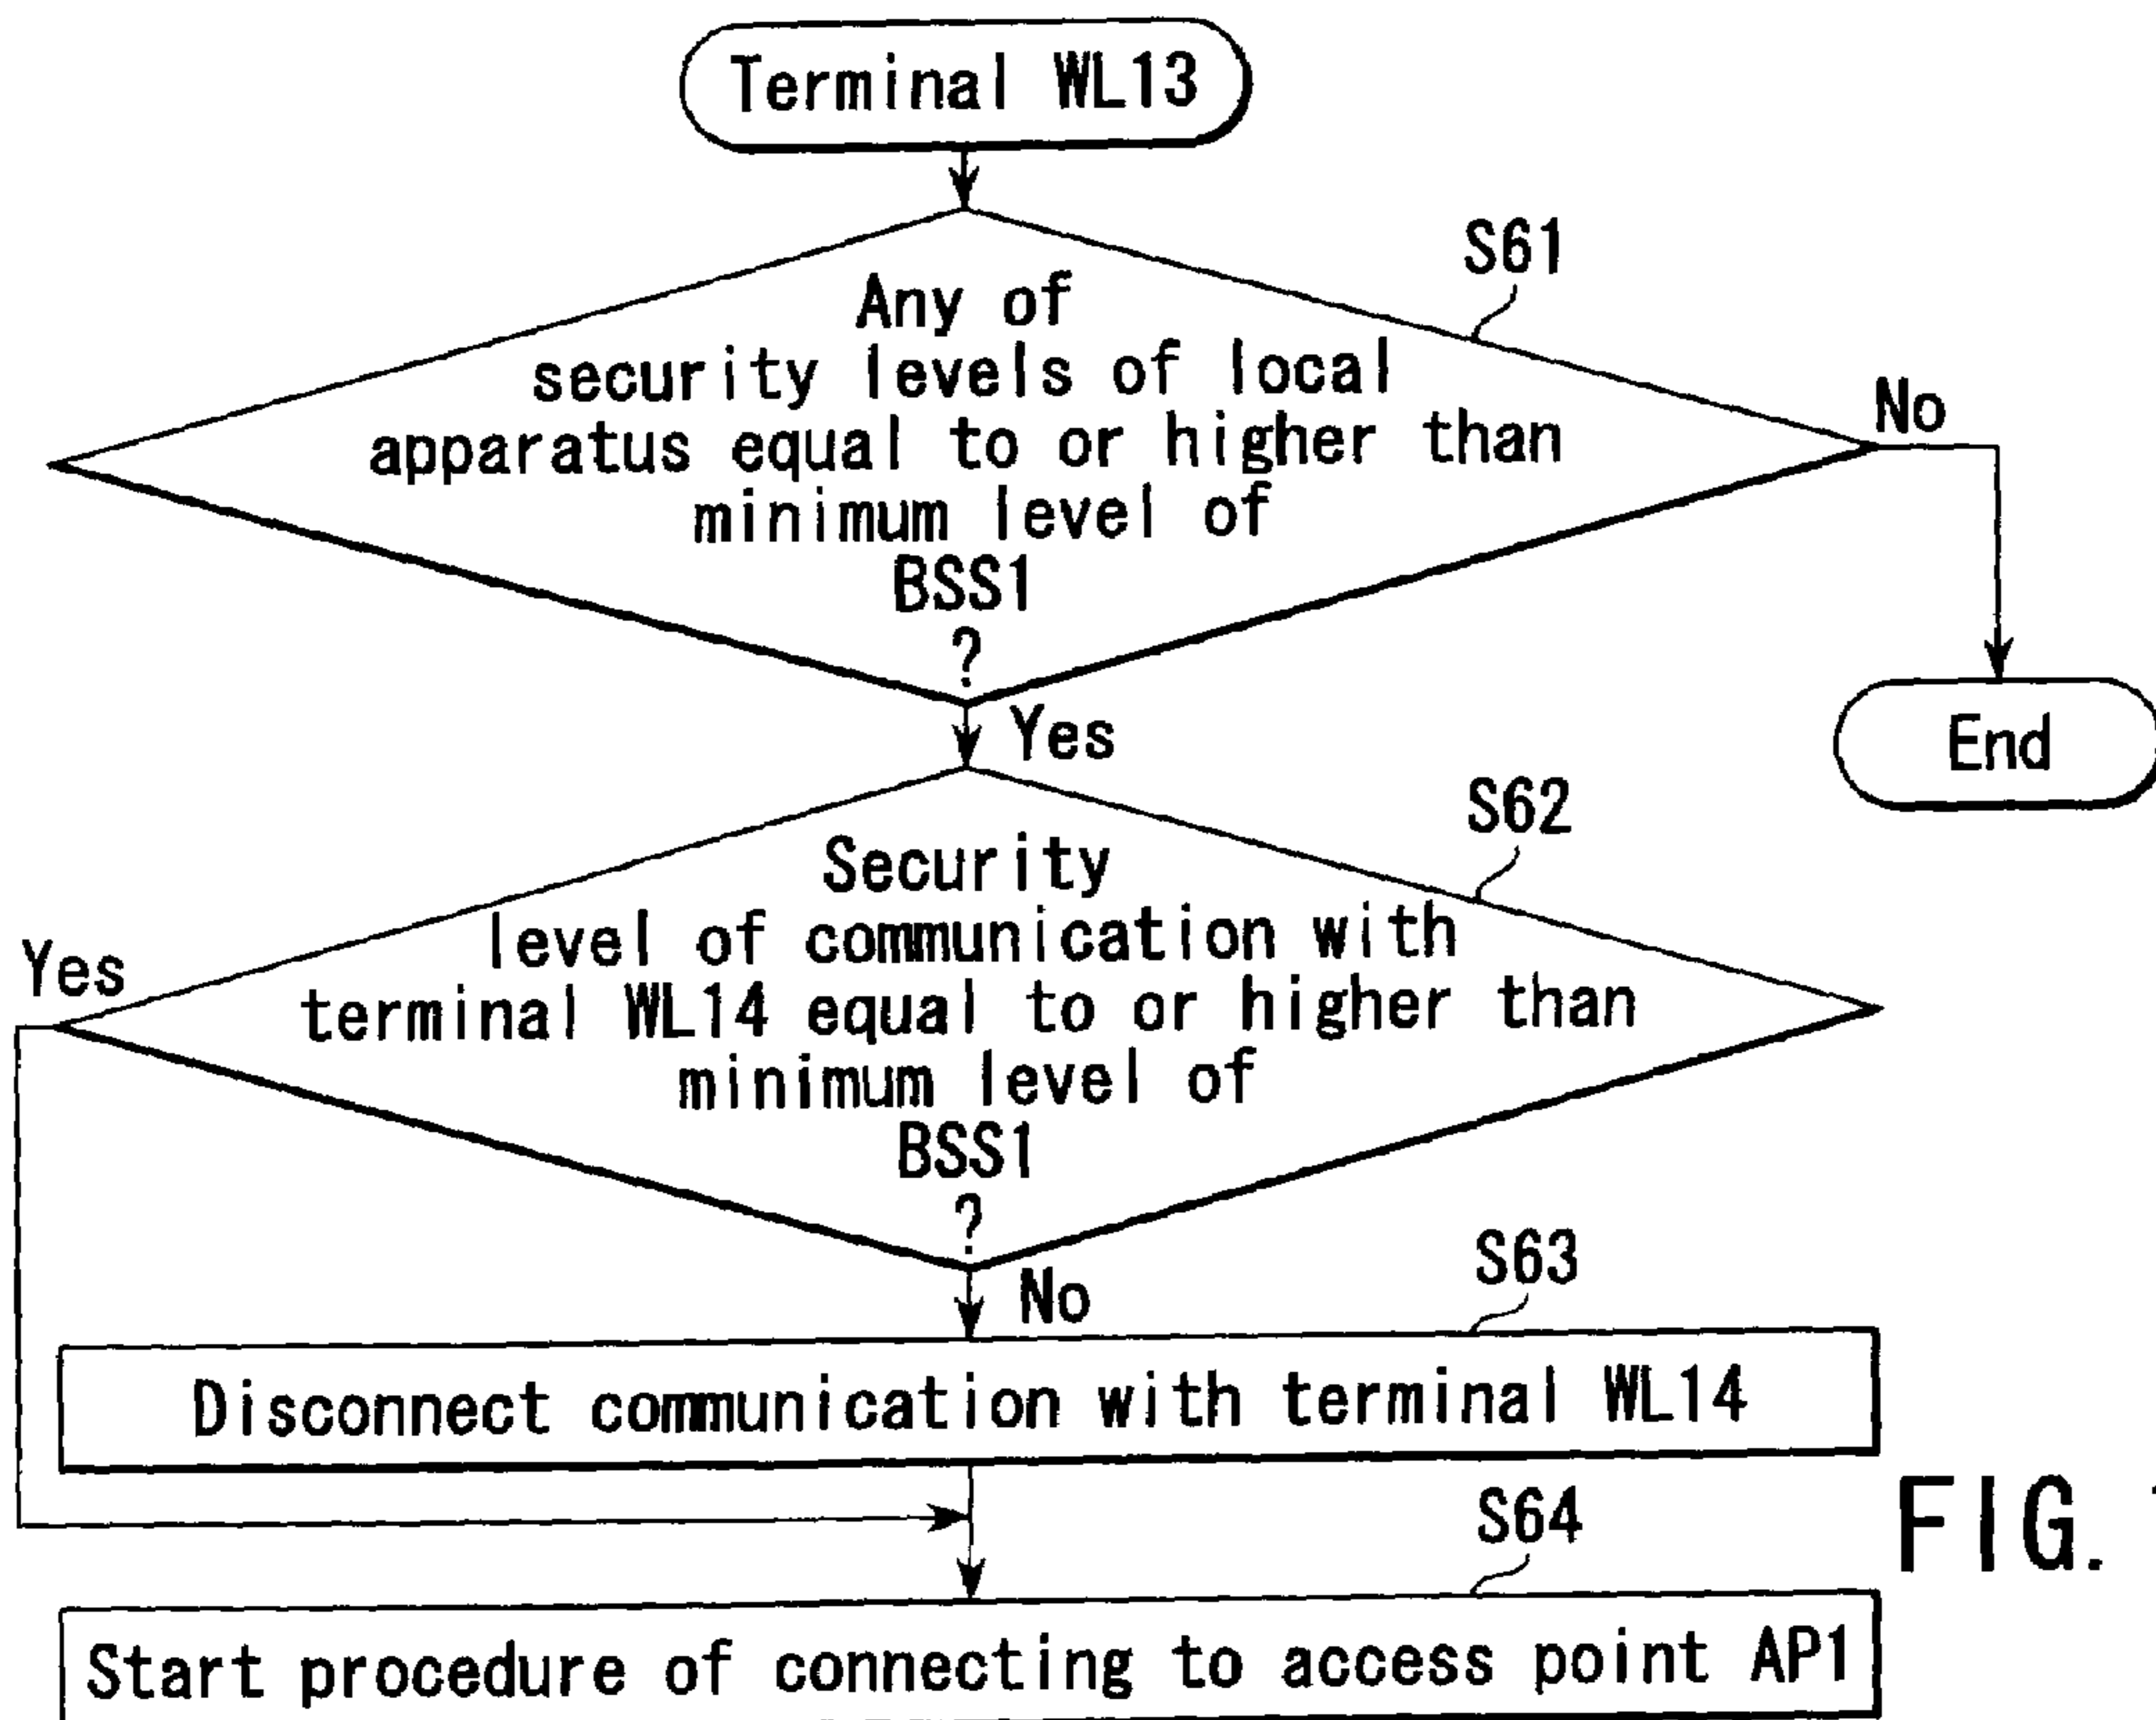 Terminal WL13
S61
Any of
security levels of local
apparatus equal to or higher than
minimum level of
BSS1
?
No
Yes
End
S62
Security
level of communication with
terminal WL14 equal to or higher than
minimum level of
BSS1
?
Yes
No
S63
Disconnect communication with terminal WL14
S64
Start procedure of connecting to access point AP1
FIG.